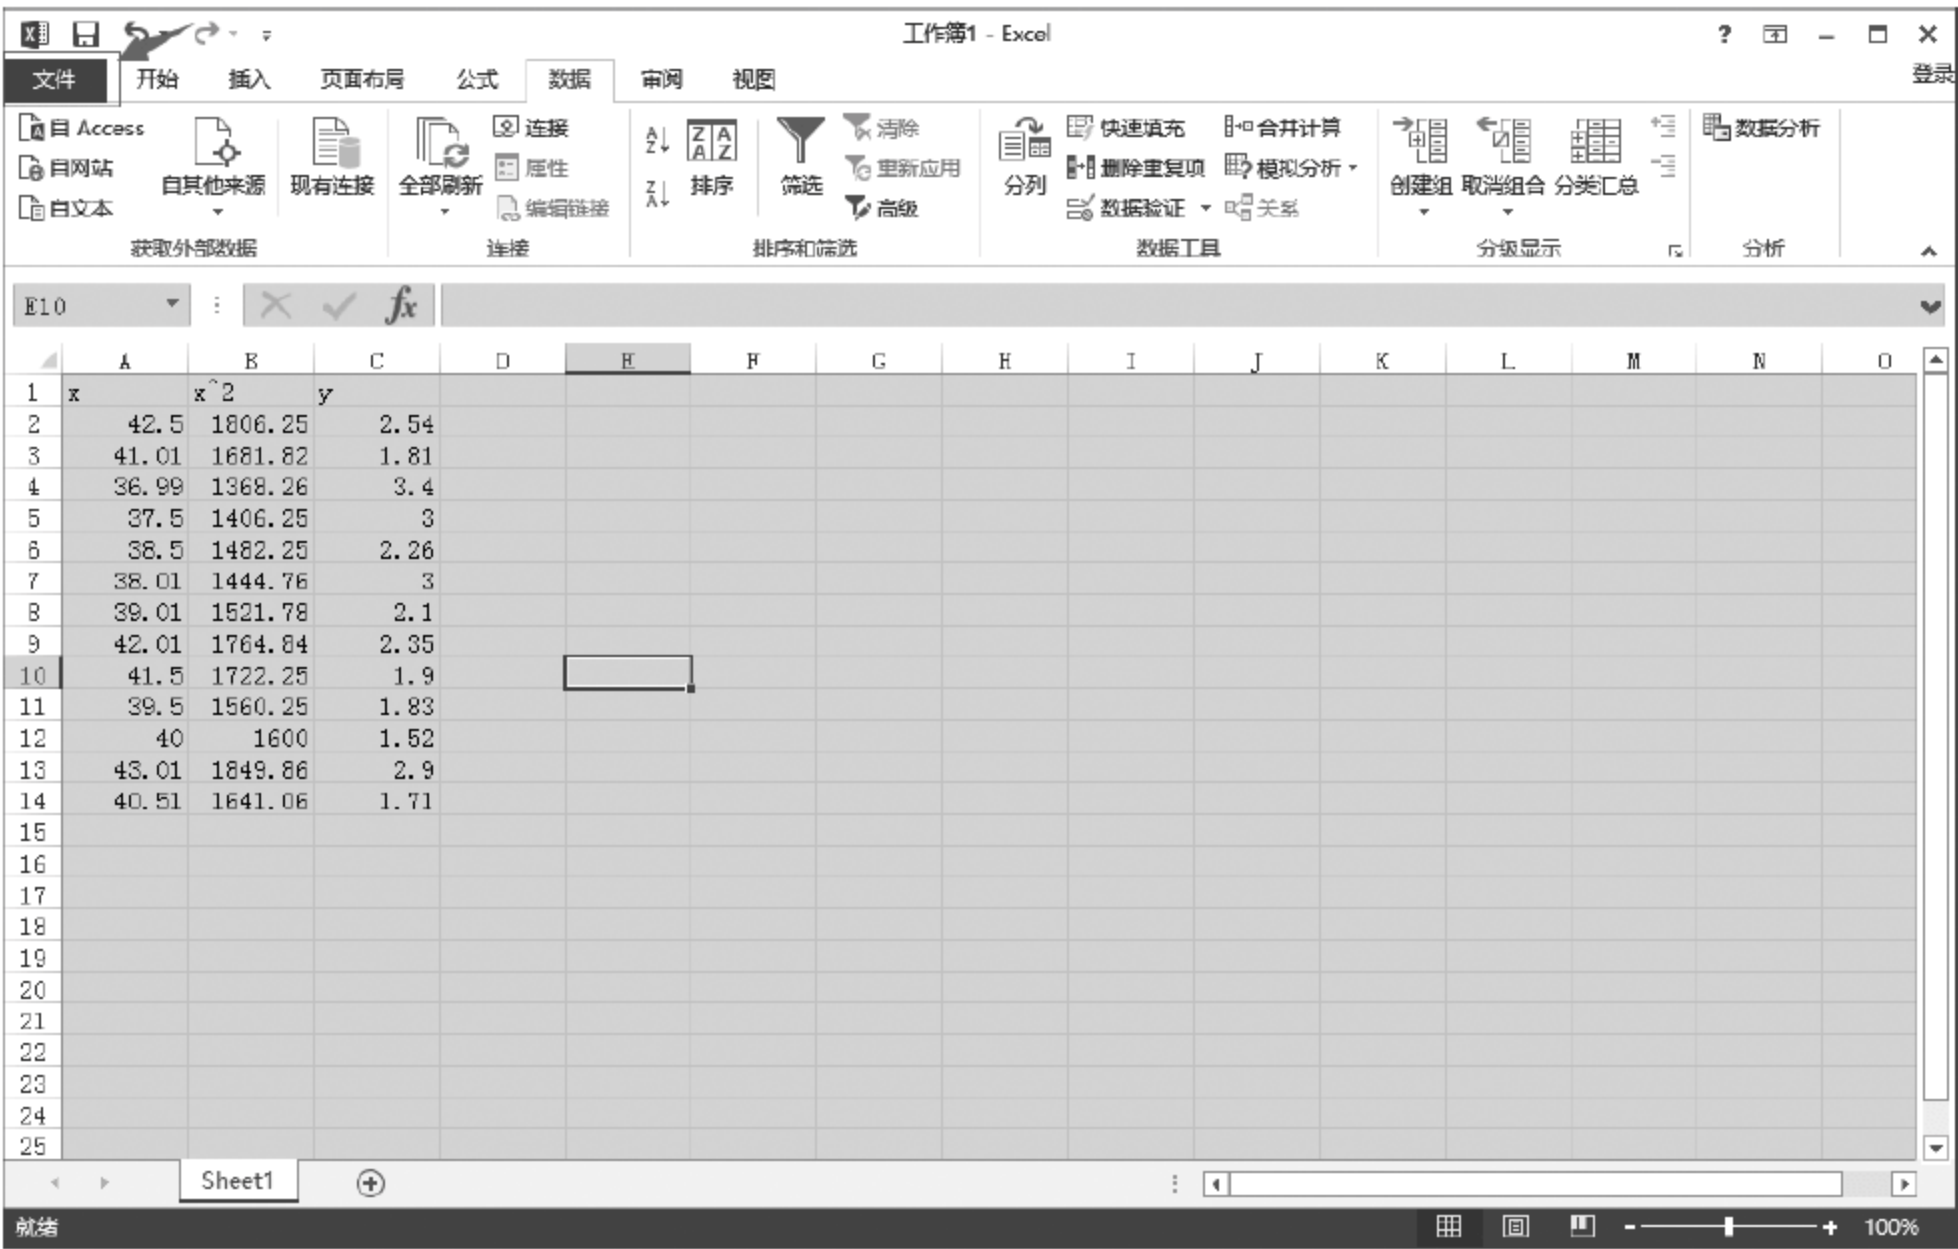 工作簿1 - Excel
?
登录
文件 开始 插入 页面布局 公式 数据 审阅 视图
自 Access
自网站
自文本
自其他来源
现有连接
获取外部数据
全部刷新
连接
属性
编辑链接
连接
排序
筛选
清除
重新应用
高级
排序和筛选
分列
快速填充
删除重复项
数据验证
合并计算
模拟分析
关系
数据工具
创建组 取消组合 分类汇总
分级显示
数据分析
分析
E10
fx
A B C D E F G H I J K L M N O
1 x x^2 y
2 42.5 1806.25 2.54
3 41.01 1681.82 1.81
4 36.99 1368.26 3.4
5 37.5 1406.25 3
6 38.5 1482.25 2.26
7 38.01 1444.76 3
8 39.01 1521.78 2.1
9 42.01 1764.84 2.35
10 41.5 1722.25 1.9
11 39.5 1560.25 1.83
12 40 1600 1.52
13 43.01 1849.86 2.9
14 40.51 1641.06 1.71
15
16
17
18
19
20
21
22
23
24
25
Sheet1
就绪
100%